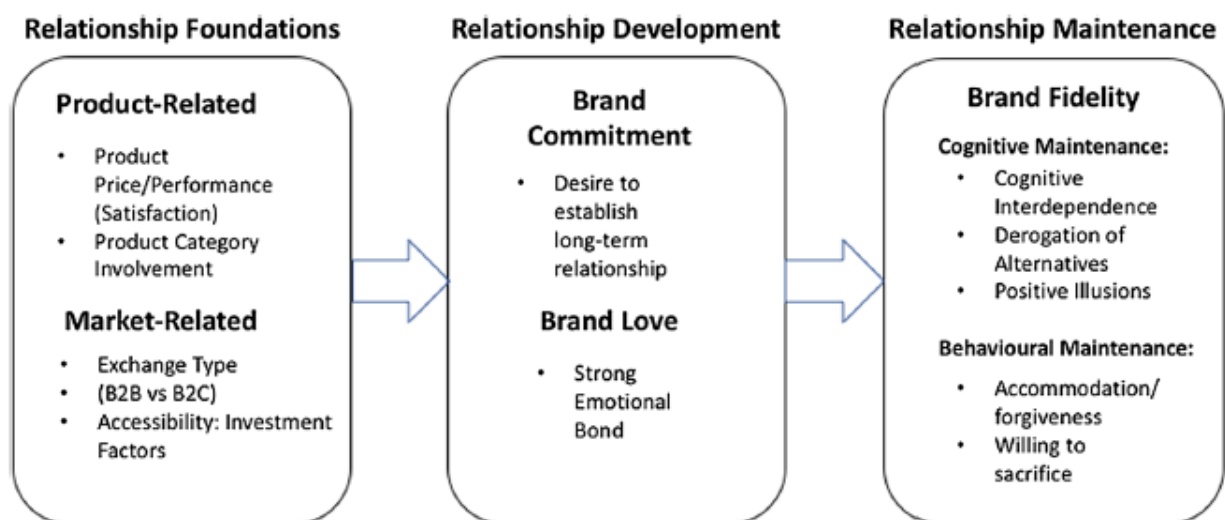 Relationship Foundations
Product-Related
• Product
Price/Performance
(Satisfaction)
• Product Category
Involvement
Market-Related
• Exchange Type
• (B2B vs B2C)
• Accessibility: Investment
Factors
Relationship Development
Brand
Commitment
• Desire to
establish
long-term
relationship
Brand Love
• Strong
Emotional
Bond
Relationship Maintenance
Brand Fidelity
Cognitive Maintenance:
• Cognitive
Interdependence
• Derogation of
Alternatives
• Positive Illusions
Behavioural Maintenance:
• Accommodation/
forgiveness
• Willing to
sacrifice